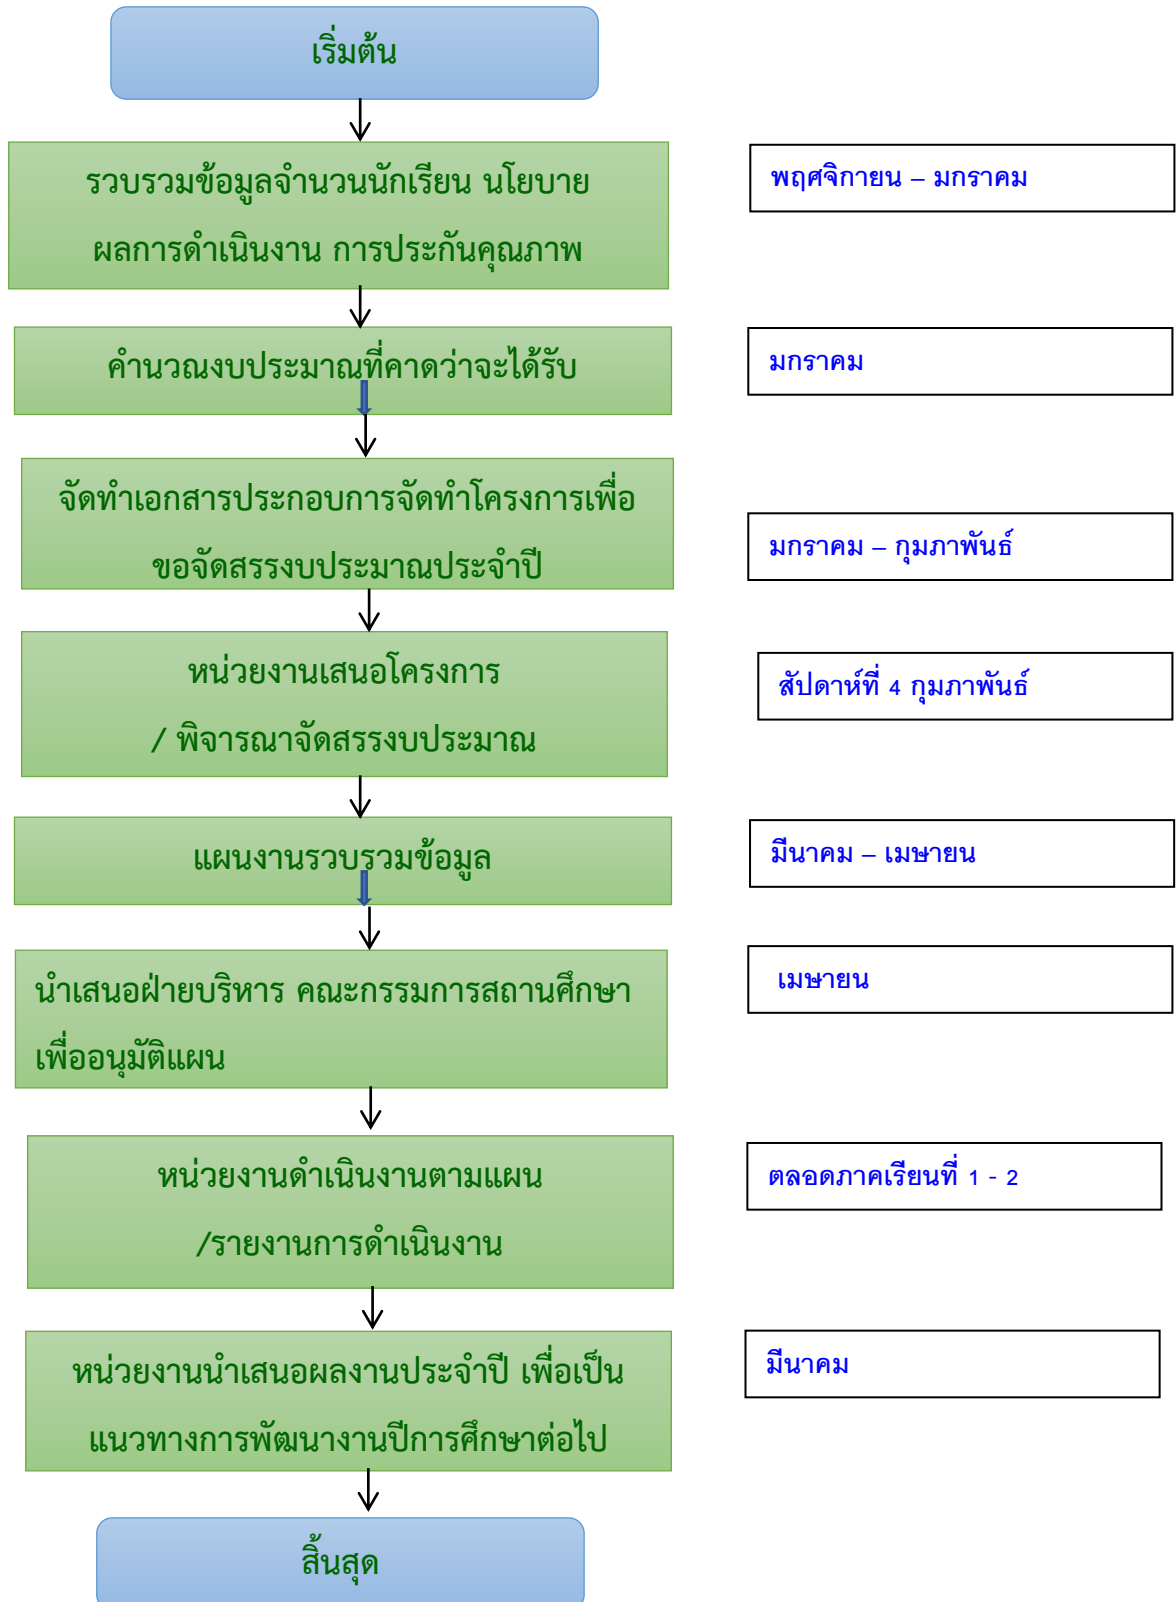 เริ่มต้น
รวบรวมข้อมูลจำนวนนักเรียน นโยบาย
ผลการดำเนินงาน การประกันคุณภาพ
พฤศจิกายน – มกราคม
คำนวณงบประมาณที่คาดว่าจะได้รับ
มกราคม
จัดทำเอกสารประกอบการจัดทำโครงการเพื่อ
ขอจัดสรรงบประมาณประจำปี
มกราคม – กุมภาพันธ์
หน่วยงานเสนอโครงการ
/ พิจารณาจัดสรรงบประมาณ
สัปดาห์ที่ 4 กุมภาพันธ์
แผนงานรวบรวมข้อมูล
มีนาคม – เมษายน
นำเสนอฝ่ายบริหาร คณะกรรมการสถานศึกษา
เพื่ออนุมัติแผน
เมษายน
หน่วยงานดำเนินงานตามแผน
/รายงานการดำเนินงาน
ตลอดภาคเรียนที่ 1 - 2
หน่วยงานนำเสนอผลงานประจำปี เพื่อเป็น
แนวทางการพัฒนางานปีการศึกษาต่อไป
มีนาคม
สิ้นสุด